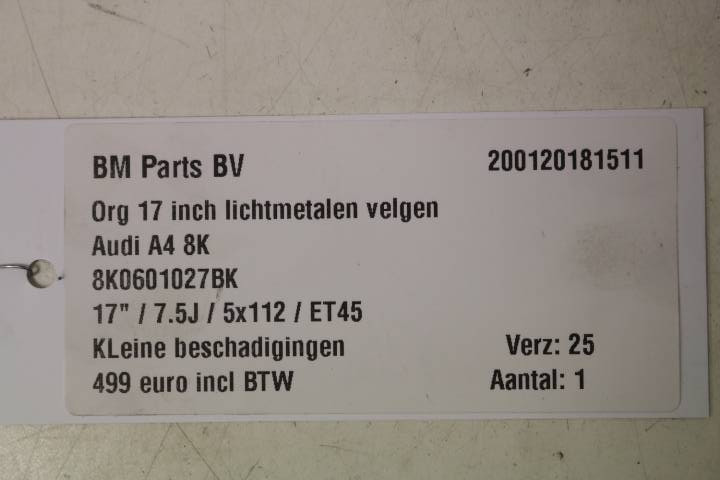 BM Parts BV 200120181511
Org 17 inch lichtmetalen velgen
Audi A4 8K
8K0601027BK
17" / 7.5J / 5x112 / ET45
KLeine beschadigingen Verz: 25
499 euro incl BTW Aantal: 1